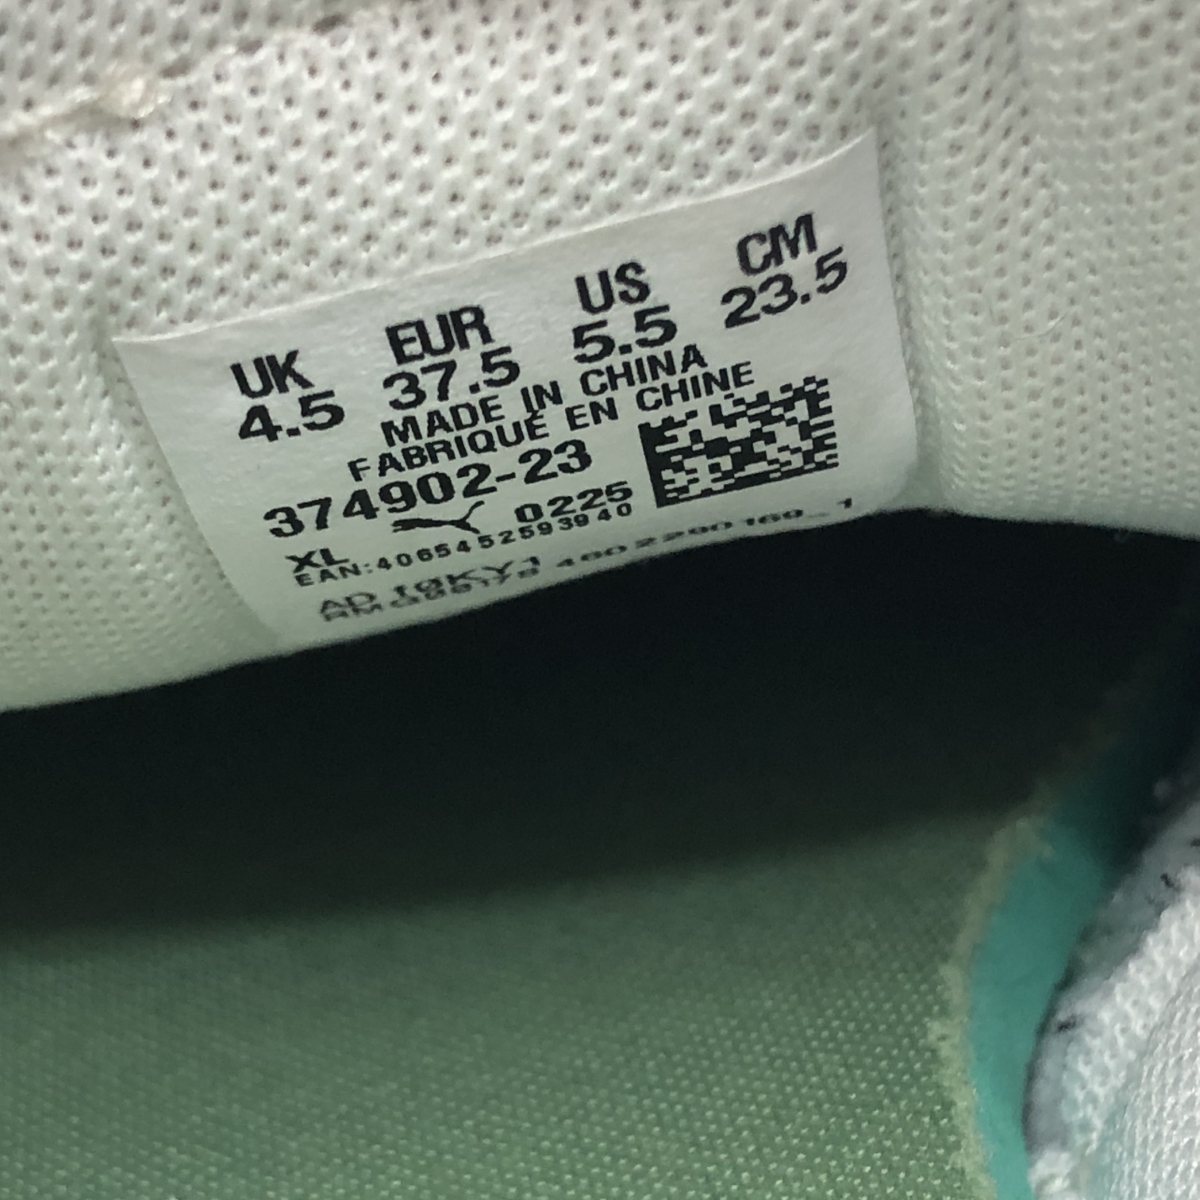 UK EUR US CM
4.5 37.5 5.5 23.5
MADE IN CHINA
FABRIQUÉ EN CHINE
374902-23
XL 0225
EAN:4065452593940
AD